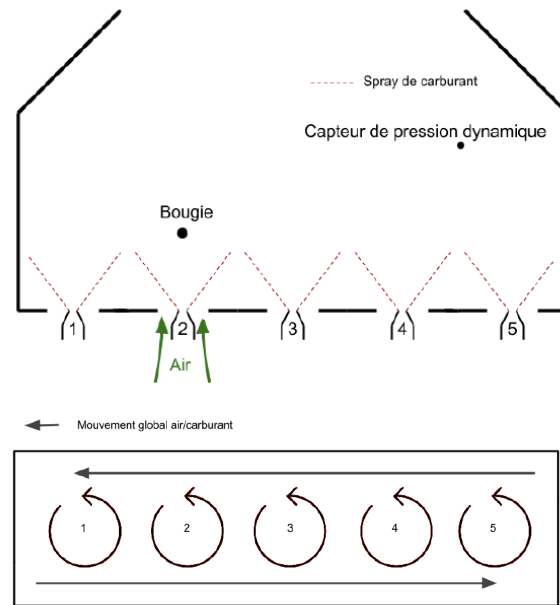 Spray de carburant
Capteur de pression dynamique
Bougie
1 2 3 4 5
Air
Mouvement global air/carburant
1 2 3 4 5